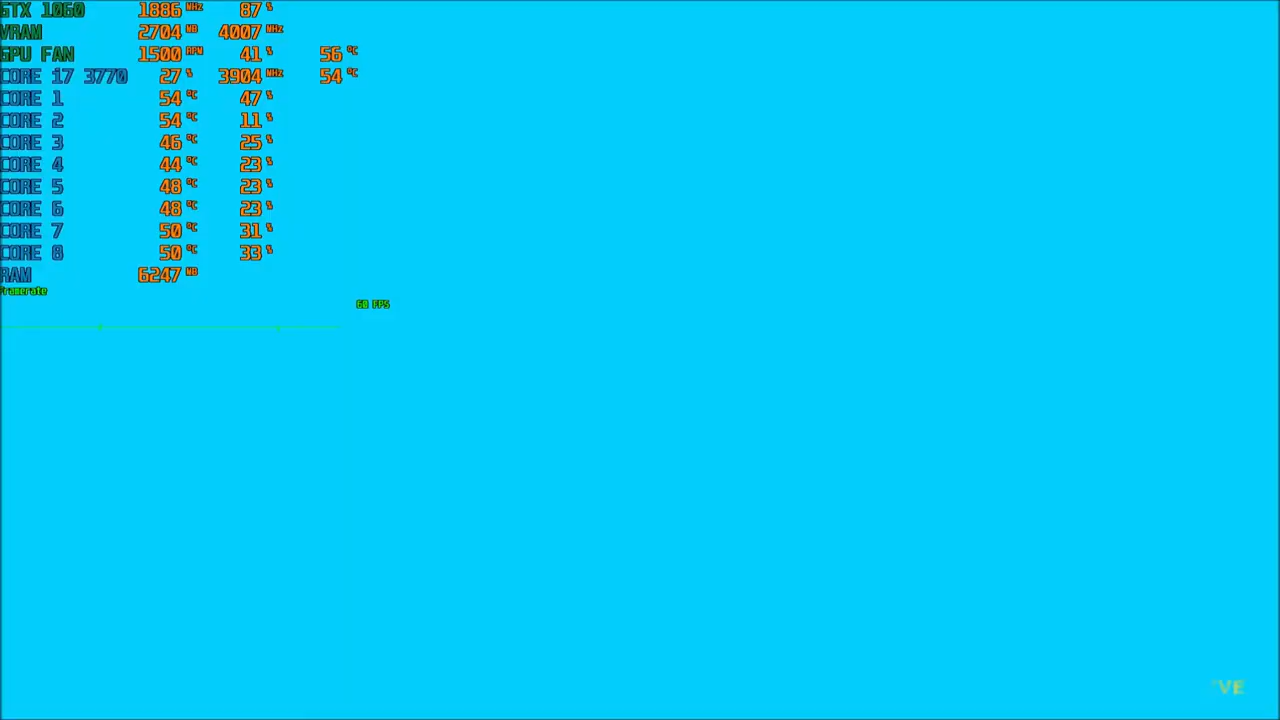 GTX 1060 1886 MHz 87 %
VRAM 2704 MB 4007 MHz
GPU FAN 1500 RPM 41 % 56 °C
CORE i7 3770 27 % 3904 MHz 54 °C
CORE 1 54 °C 47 %
CORE 2 54 °C 11 %
CORE 3 46 °C 25 %
CORE 4 44 °C 23 %
CORE 5 48 °C 23 %
CORE 6 48 °C 23 %
CORE 7 50 °C 31 %
CORE 8 50 °C 33 %
RAM 6247 MB
Framerate
60 FPS